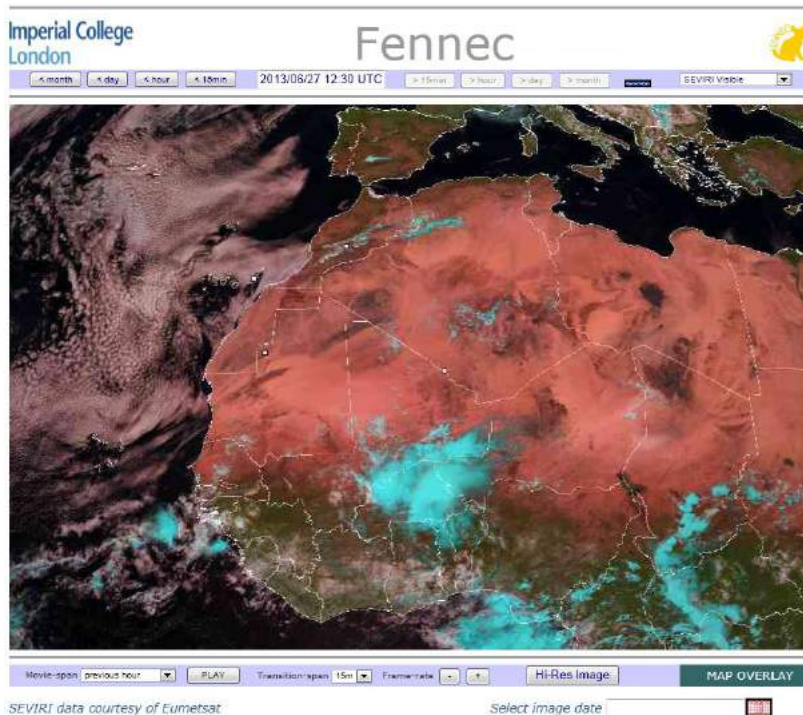 Imperial College
London
Fennec
< month < day < hour < 15min 2013/06/27 12:30 UTC > 15min > hour > day > month SEVIRI Visible
Movie-span previous hour PLAY Transition-span 15m Frame-rate - + Hi-Res Image MAP OVERLAY
SEVIRI data courtesy of Eumetsat Select image date